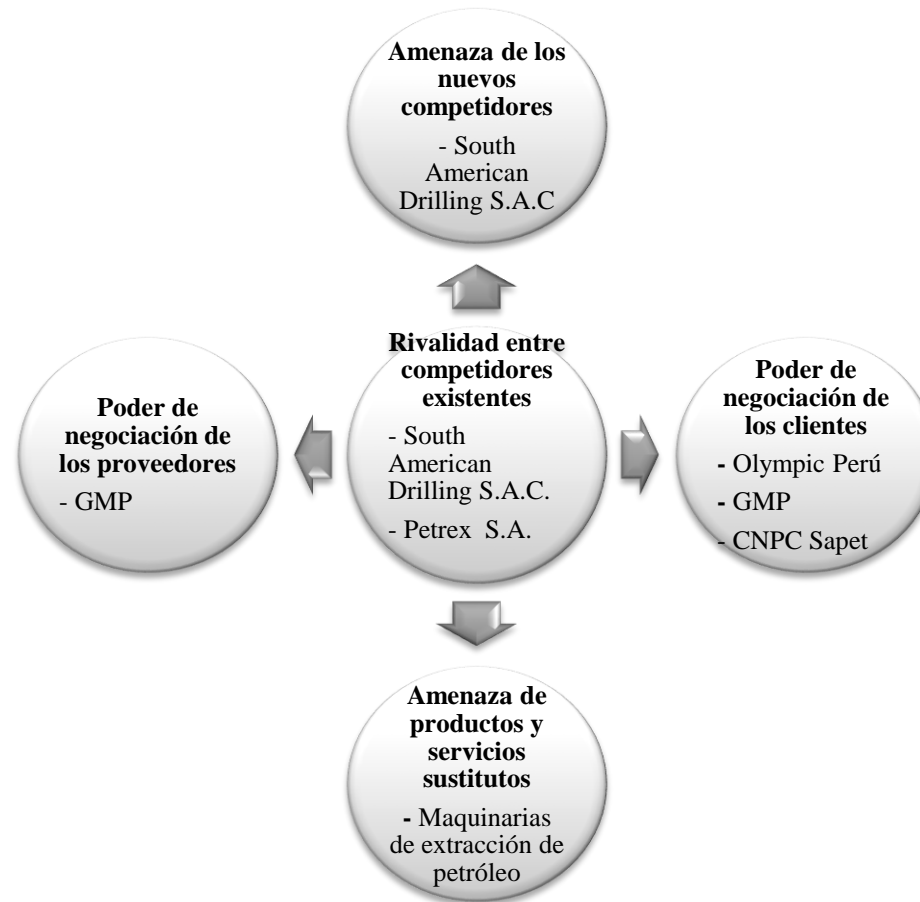 Amenaza de los
nuevos
competidores
- South
American
Drilling S.A.C
Rivalidad entre
competidores
existentes
- South
American
Drilling S.A.C.
- Petrex S.A.
Poder de
negociación de
los proveedores
- GMP
Poder de
negociación de
los clientes
- Olympic Perú
- GMP
- CNPC Sapet
Amenaza de
productos y
servicios
sustitutos
- Maquinarias
de extracción de
petróleo